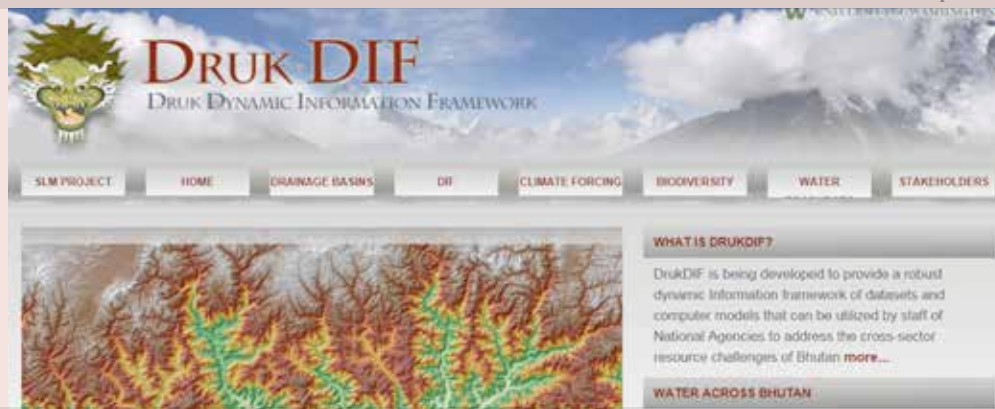 DRUK DIF
DRUK DYNAMIC INFORMATION FRAMEWORK
SLM PROJECT
HOME
DRAINAGE BASINS
DIF
CLIMATE FORCING
BIODIVERSITY
WATER
STAKEHOLDERS
WHAT IS DRUKDIF?
DrukDIF is being developed to provide a robust
dynamic Information framework of datasets and
computer models that can be utilized by staff of
National Agencies to address the cross-sector
resource challenges of Bhutan more...
WATER ACROSS BHUTAN